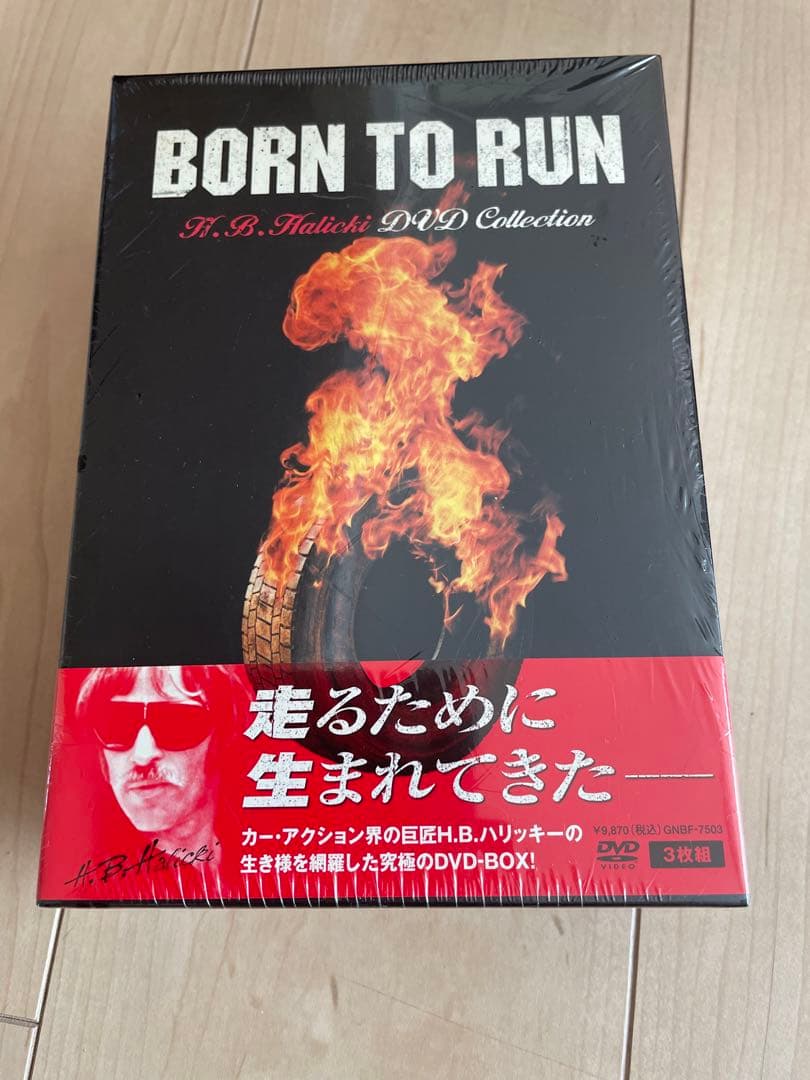 BORN TO RUN
H.B.Halicki DVD Collection
走るために
生まれてきた——
カー・アクション界の巨匠H.B.ハリッキーの
生き様を網羅した究極のDVD-BOX!
¥9,870(税込) GNBF-7503
DVD
VIDEO
3枚組
H.B.Halicki